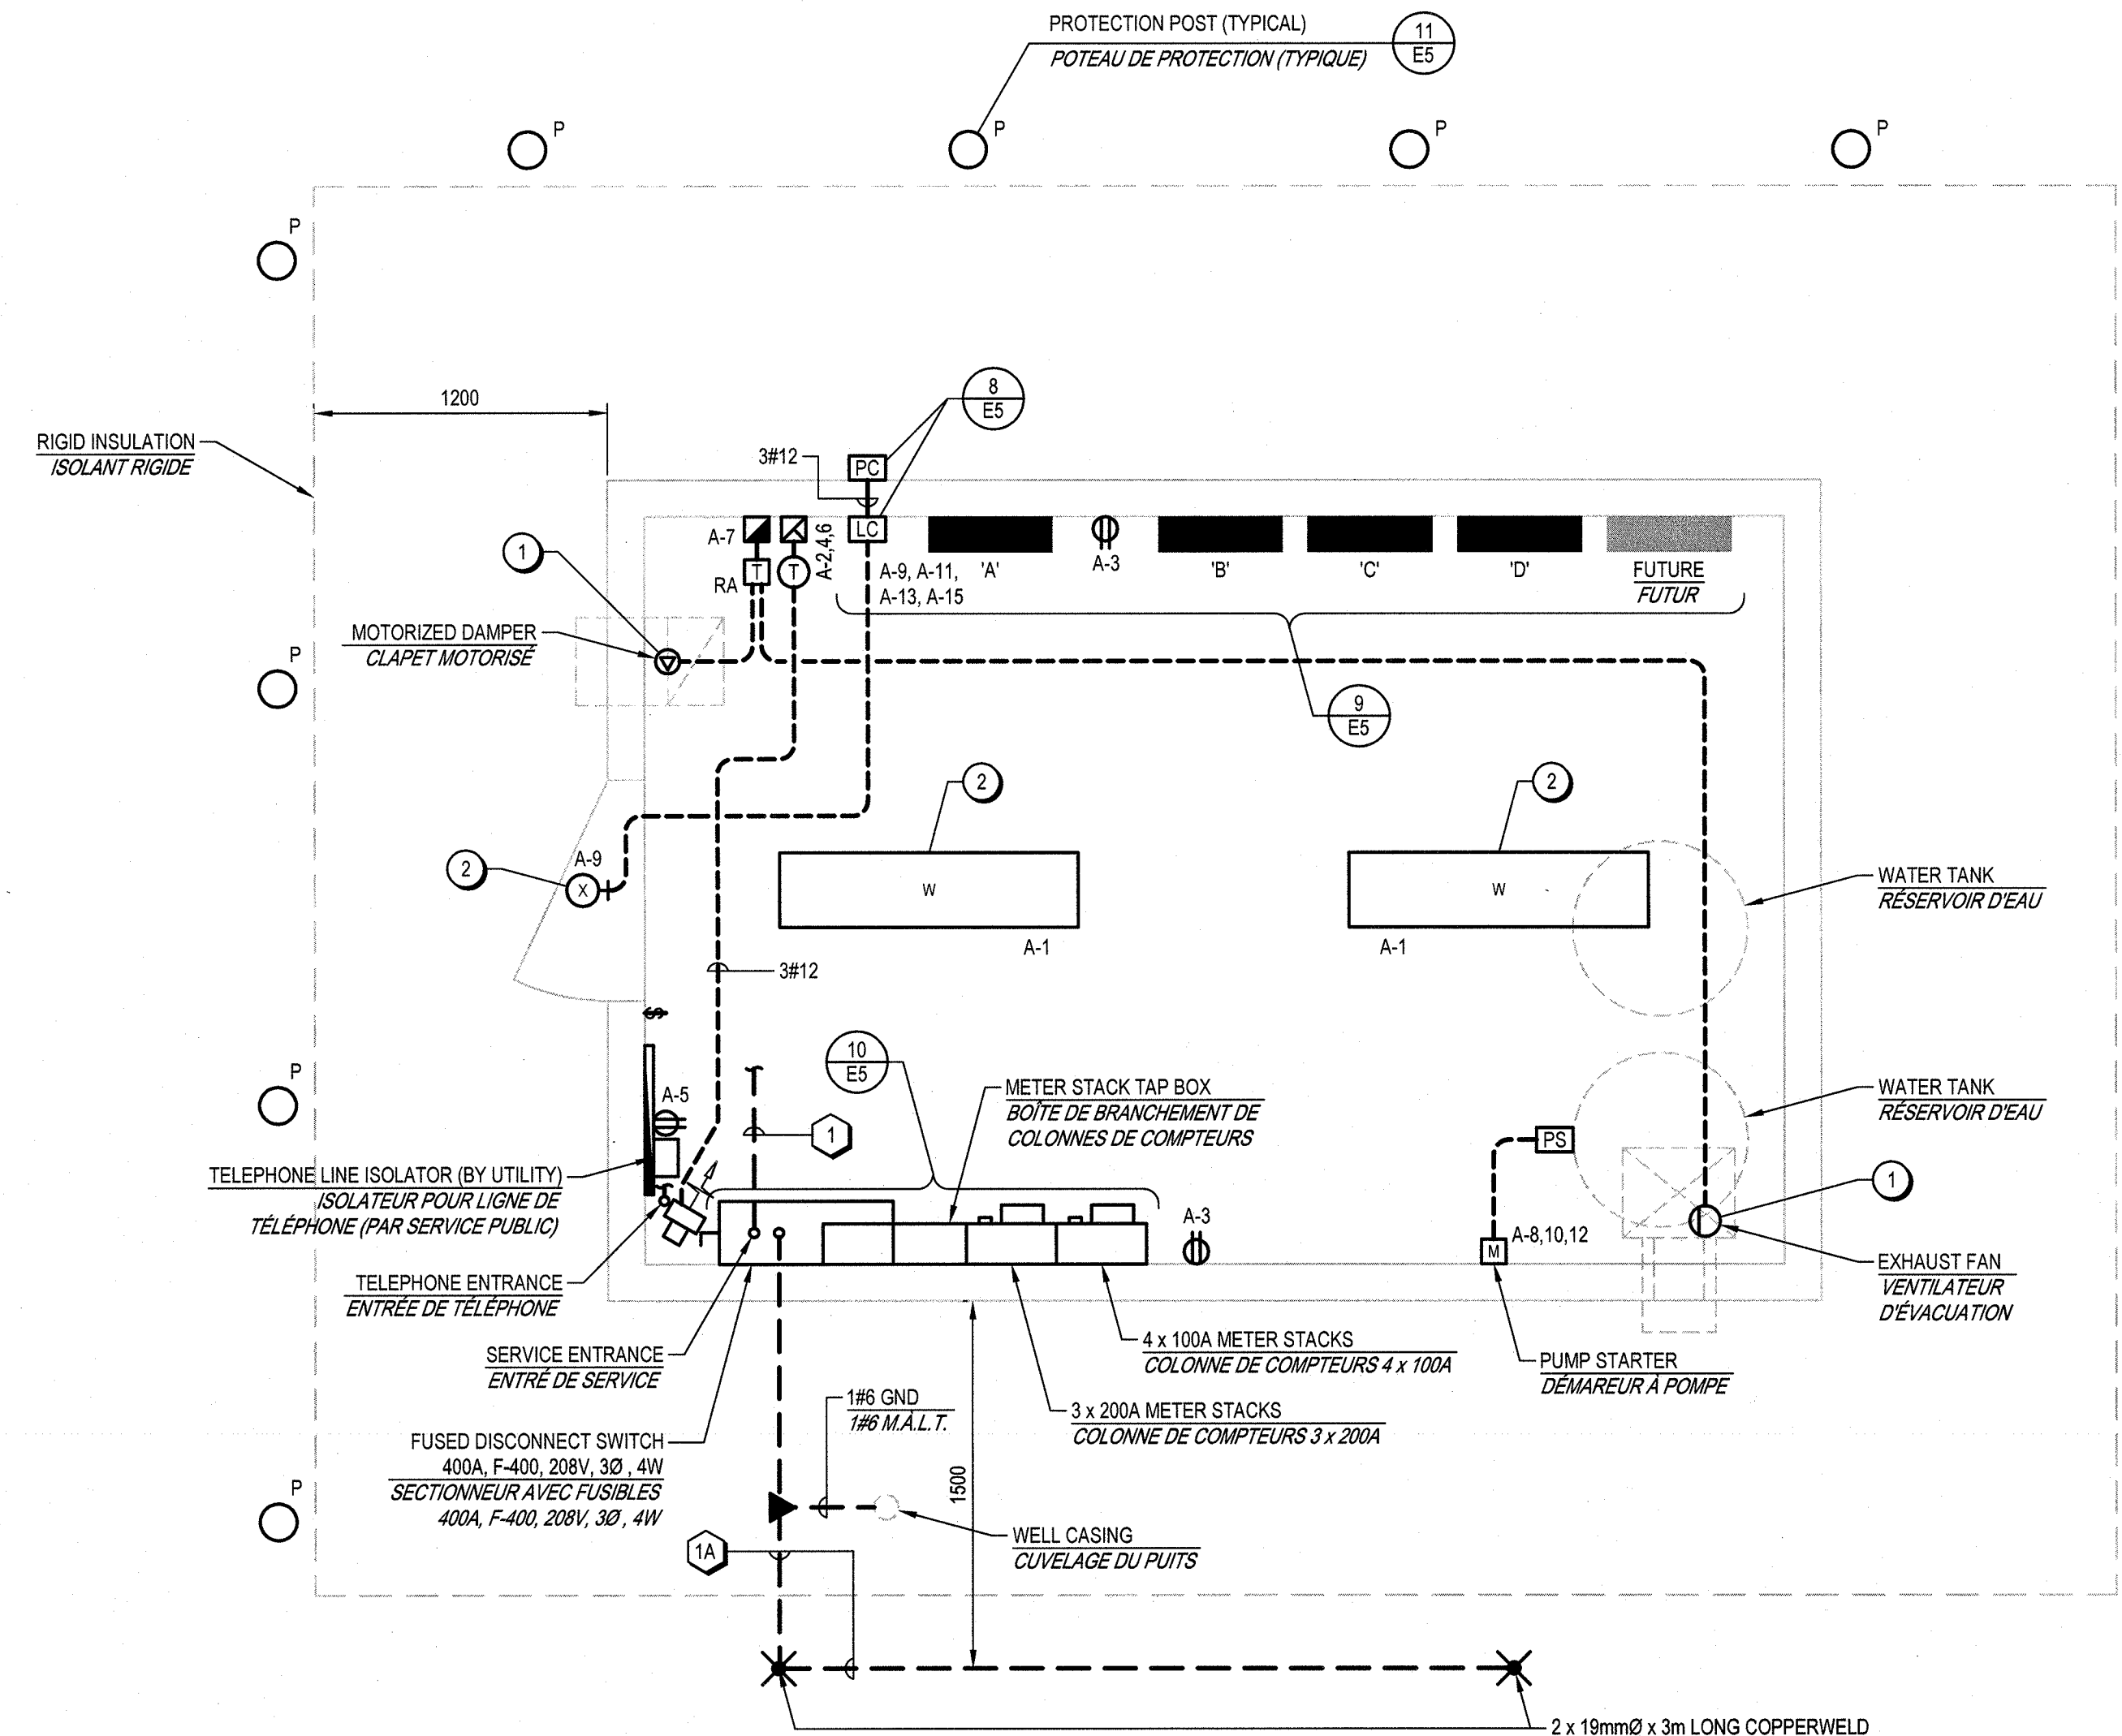 PROTECTION POST (TYPICAL)
POTEAU DE PROTECTION (TYPIQUE)
11
E5
P
P
P
P
P
1200
8
E5
RIGID INSULATION
ISOLANT RIGIDE
3#12
PC
LC
A-7
A-2,4,6
1
T
T
RA
A-9, A-11,
A-13, A-15
'A'
A-3
'B'
'C'
'D'
FUTURE
FUTUR
MOTORIZED DAMPER
CLAPET MOTORISÉ
P
9
E5
2
2
A-9
2
X
W
W
WATER TANK
RÉSERVOIR D'EAU
A-1
A-1
3#12
$
10
E5
P
A-5
METER STACK TAP BOX
BOÎTE DE BRANCHEMENT DE
COLONNES DE COMPTEURS
WATER TANK
RÉSERVOIR D'EAU
1
PS
TELEPHONE LINE ISOLATOR (BY UTILITY)
ISOLATEUR POUR LIGNE DE
TÉLÉPHONE (PAR SERVICE PUBLIC)
1
A-3
A-8,10,12
M
TELEPHONE ENTRANCE
ENTRÉE DE TÉLÉPHONE
EXHAUST FAN
VENTILATEUR
D'ÉVACUATION
SERVICE ENTRANCE
ENTRÉ DE SERVICE
4 x 100A METER STACKS
COLONNE DE COMPTEURS 4 x 100A
PUMP STARTER
DÉMAREUR À POMPE
1#6 GND
1#6 M.À.L.T.
3 x 200A METER STACKS
COLONNE DE COMPTEURS 3 x 200A
FUSED DISCONNECT SWITCH
400A, F-400, 208V, 3Ø , 4W
SECTIONNEUR AVEC FUSIBLES
400A, F-400, 208V, 3Ø , 4W
1500
P
WELL CASING
CUVELAGE DU PUITS
1A
2 x 19mmØ x 3m LONG COPPERWELD